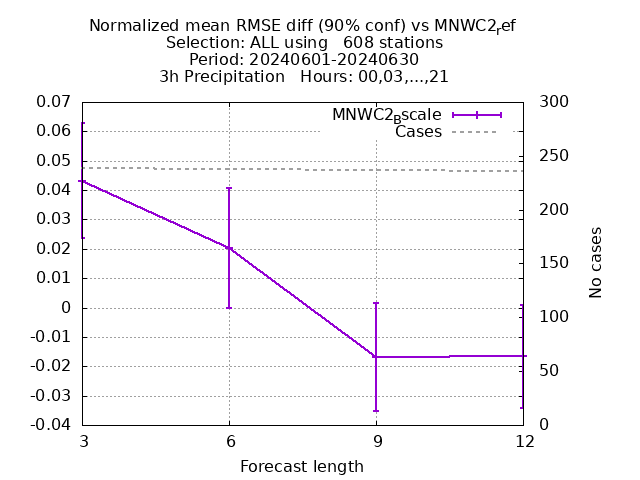 Normalized mean RMSE diff (90% conf) vs MNWC2ref
Selection: ALL using   608 stations
Period: 20240601-20240630
3h Precipitation   Hours: 00,03,...,21
MNWC2Bscale
Cases
0.07
0.06
0.05
0.04
0.03
0.02
0.01
0
-0.01
-0.02
-0.03
-0.04
300
250
200
150
100
50
0
No cases
3 6 9 12
Forecast length